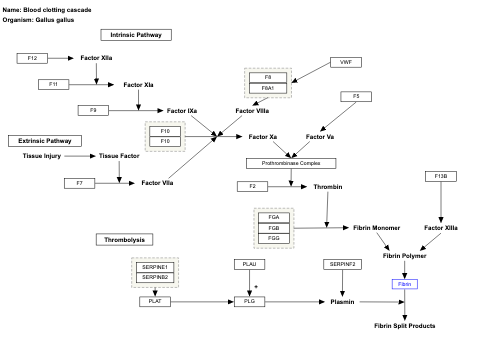 Name: Blood clotting cascade
Organism: Gallus gallus
Intrinsic Pathway
F12
Factor XIIa
VWF
F8
F8A1
F11
Factor XIa
F5
F9
Factor IXa
Factor VIIIa
F10
F10
Factor Xa
Factor Va
Extrinsic Pathway
Tissue Injury
Tissue Factor
Prothrombinase Complex
F7
Factor VIIa
F2
Thrombin
F13B
FGA
FGB
FGG
Fibrin Monomer
Factor XIIIa
Thrombolysis
Fibrin Polymer
SERPINE1
SERPINB2
PLAU
SERPINF2
Fibrin
+
PLAT
PLG
Plasmin
Fibrin Split Products